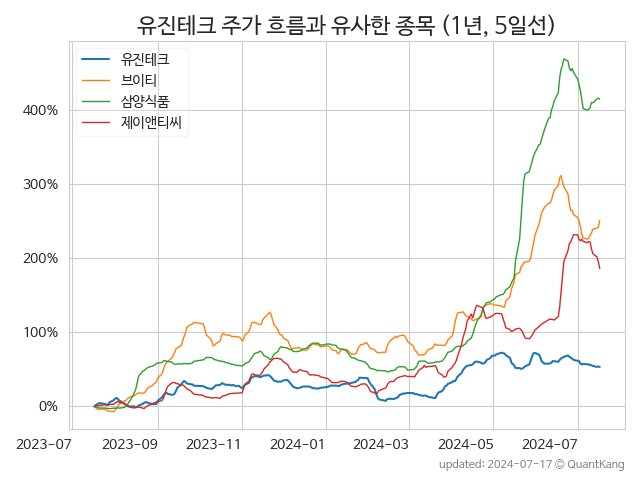 유진테크 주가 흐름과 유사한 종목 (1년, 5일선)
유진테크
브이티
삼양식품
제이앤티씨
400%
300%
200%
100%
0%
2023-07 2023-09 2023-11 2024-01 2024-03 2024-05 2024-07
updated: 2024-07-17 © QuantKang